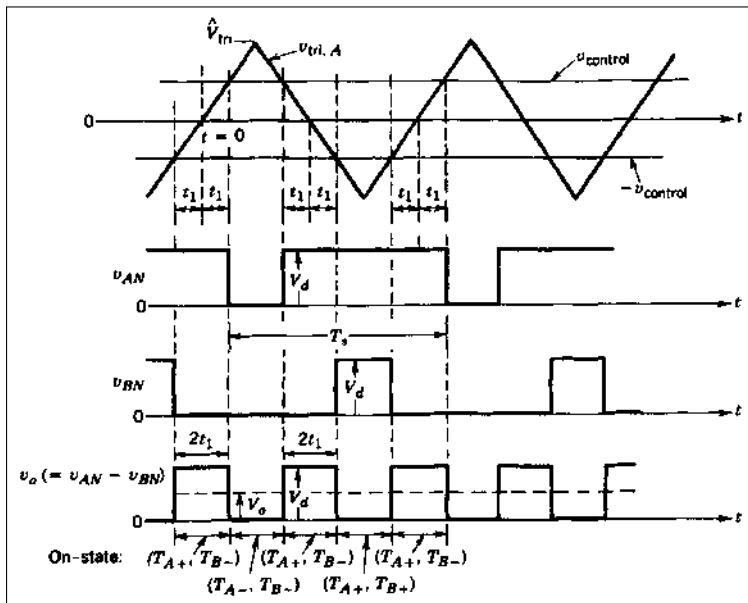 V̂tri
vtri, A
vcontrol
0
t
t = 0
−vcontrol
t1 t1 t1 t1 t1 t1
vAN
Vd
0
t
Ts
vBN
Vd
0
t
2t1 2t1
vo (= vAN − vBN)
Vo
Vd
0
t
On-state: (TA+, TB−) (TA+, TB−) (TA+, TB−)
(TA−, TB−) (TA+, TB+)